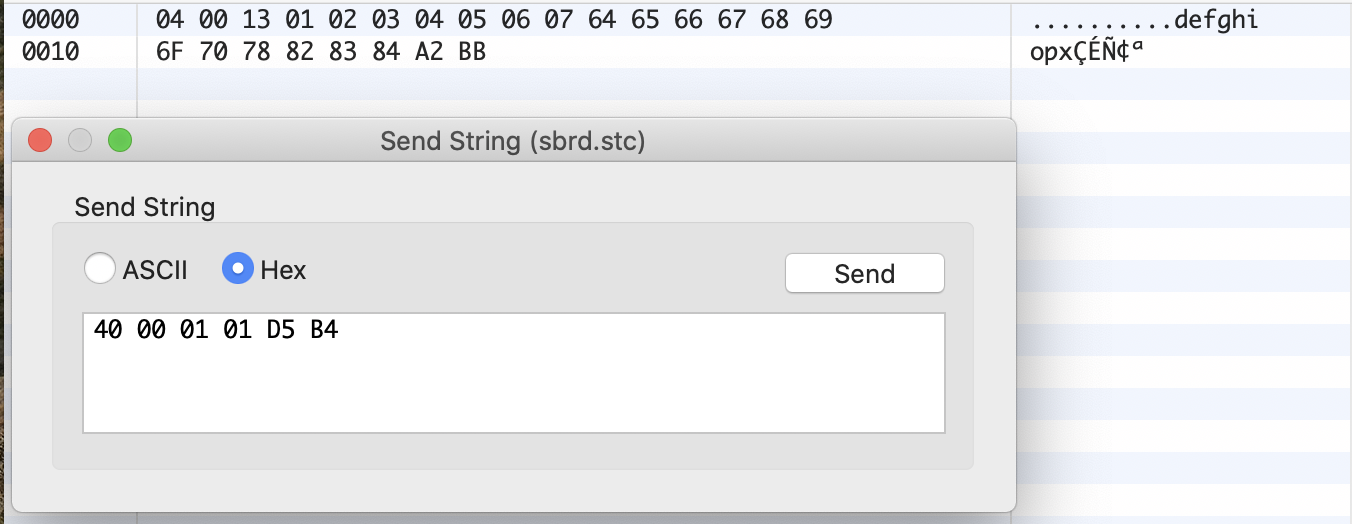 0000 04 00 13 01 02 03 04 05 06 07 64 65 66 67 68 69 ..........defghi
0010 6F 70 78 82 83 84 A2 BB opxÇÉÑ¢ª
Send String (sbrd.stc)
Send String
ASCII Hex Send
40 00 01 01 D5 B4